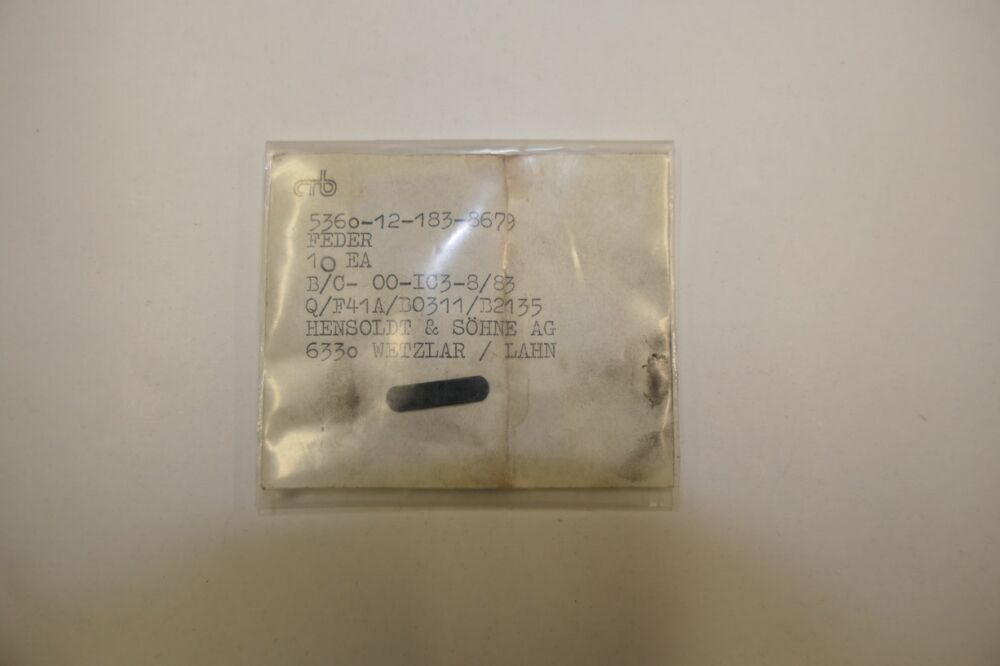 crb
5360-12-183-8679
FEDER
10 EA
B/C- 00-IC3-8/83
Q/F41A/B0311/B2135
HENSOLDT & SÖHNE AG
6330 WETZLAR / LAHN